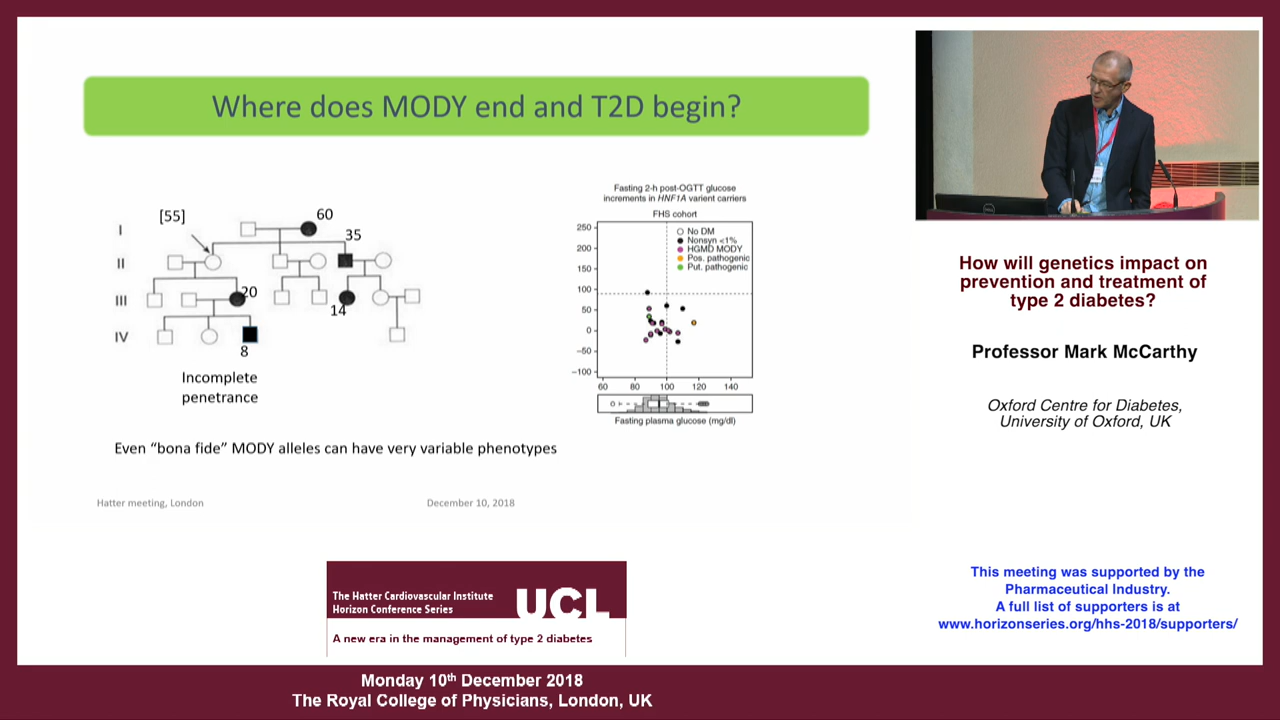 Where does MODY end and T2D begin?
[55]
60
35
I
II
III
IV
20
14
8
Incomplete
penetrance
Fasting 2-h post-OGTT glucose
increments in HNF1A varient carriers
FHS cohort
250
200
150
100
50
0
−50
−100
No DM
Nonsyn <1%
HGMD MODY
Pos. pathogenic
Put. pathogenic
60 80 100 120 140
Fasting plasma glucose (mg/dl)
Even “bona fide” MODY alleles can have very variable phenotypes
Hatter meeting, London
December 10, 2018
How will genetics impact on
prevention and treatment of
type 2 diabetes?
Professor Mark McCarthy
Oxford Centre for Diabetes,
University of Oxford, UK
This meeting was supported by the
Pharmaceutical Industry.
A full list of supporters is at
www.horizonseries.org/hhs-2018/supporters/
The Hatter Cardiovascular Institute
Horizon Conference Series
UCL
A new era in the management of type 2 diabetes
Monday 10th December 2018
The Royal College of Physicians, London, UK